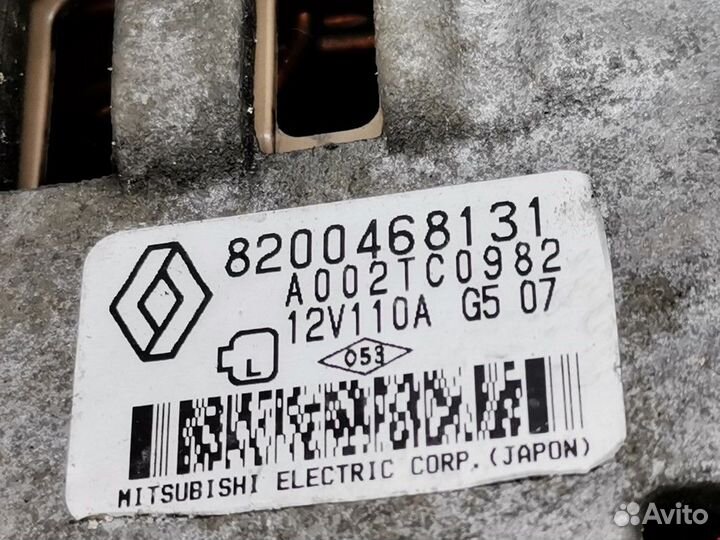 8200468131
A002TC0982
12V110A G5 07
L
053
MITSUBISHI ELECTRIC CORP. (JAPON)
Avito